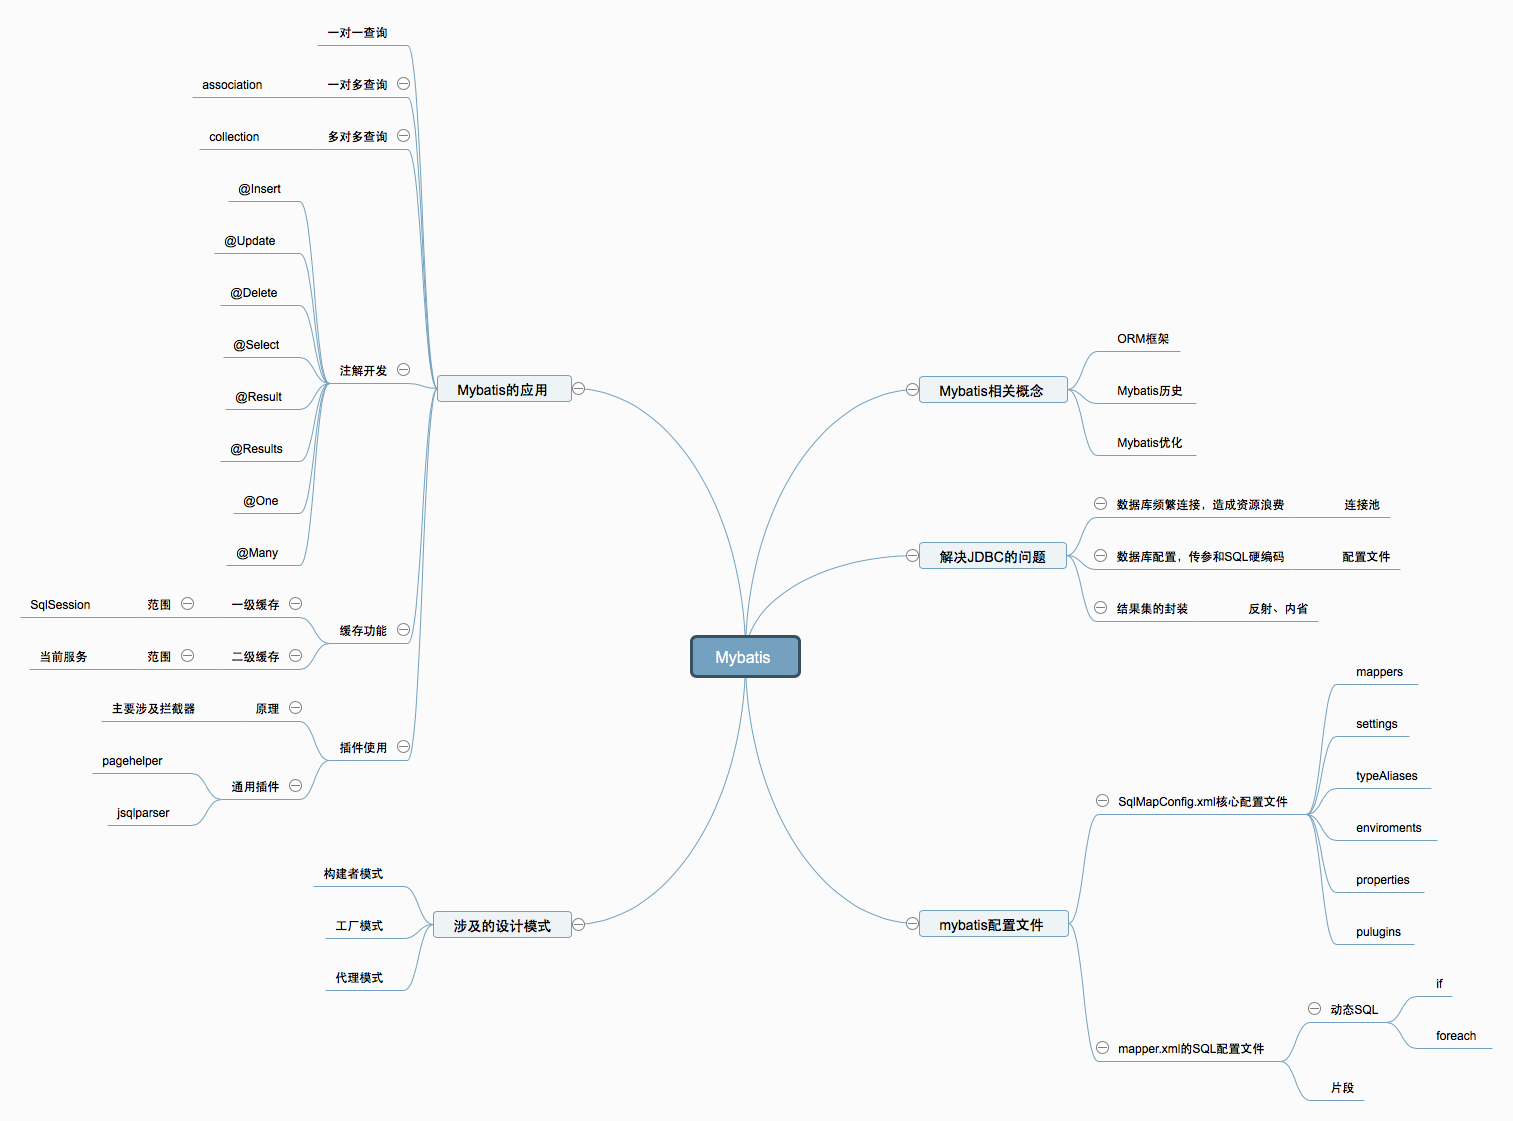 Mybatis
Mybatis相关概念
ORM框架
Mybatis历史
Mybatis优化
解决JDBC的问题
数据库频繁连接，造成资源浪费
连接池
数据库配置，传参和SQL硬编码
配置文件
结果集的封装
反射、内省
mybatis配置文件
SqlMapConfig.xml核心配置文件
mappers
settings
typeAliases
enviroments
properties
pulugins
mapper.xml的SQL配置文件
动态SQL
if
foreach
片段
Mybatis的应用
一对一查询
一对多查询
association
多对多查询
collection
注解开发
@Insert
@Update
@Delete
@Select
@Result
@Results
@One
@Many
缓存功能
一级缓存
范围
SqlSession
二级缓存
范围
当前服务
插件使用
原理
主要涉及拦截器
通用插件
pagehelper
jsqlparser
涉及的设计模式
构建者模式
工厂模式
代理模式